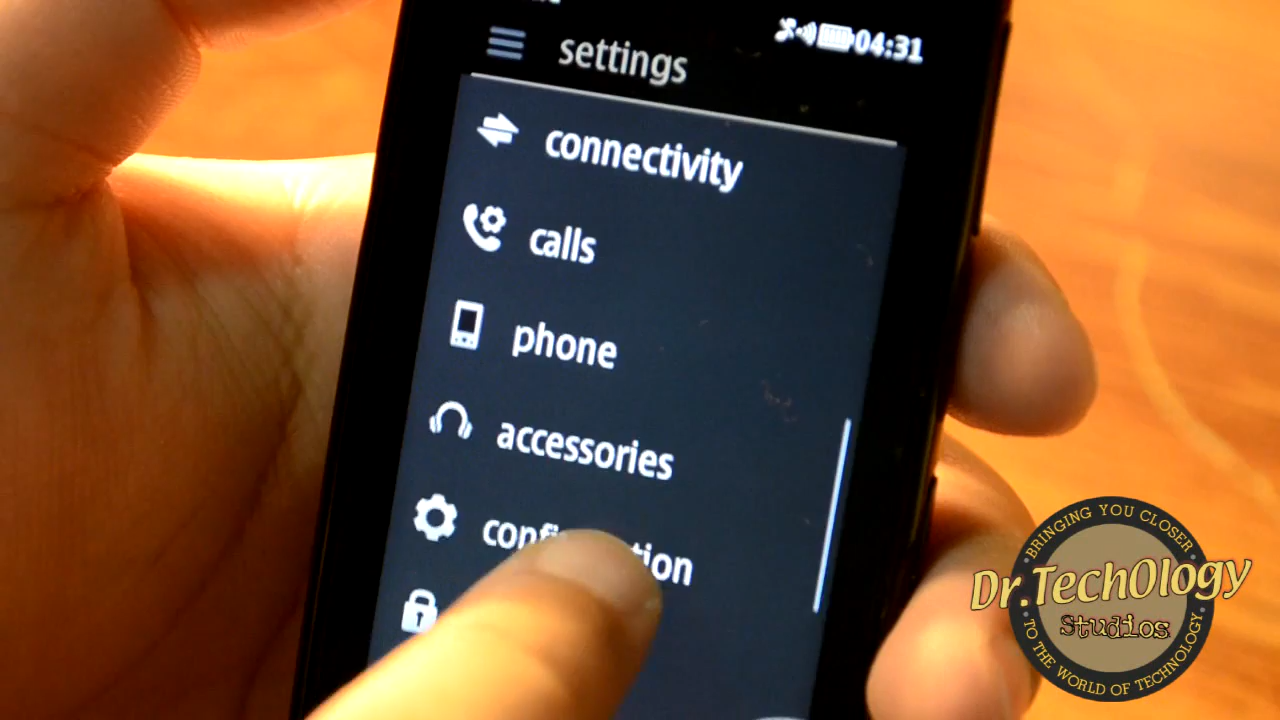 04:31
settings
connectivity
calls
phone
accessories
BRINGING YOU CLOSER
Dr.TechOlogy
Studios
TO THE WORLD OF TECHNOLOGY